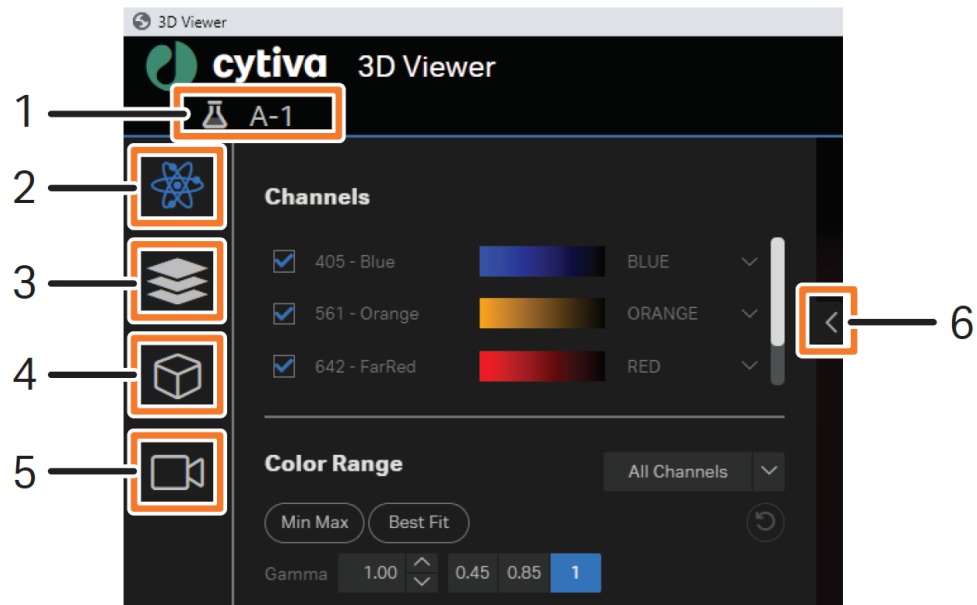 3D Viewer
cytiva 3D Viewer
1 A-1
2
Channels
3 405 - Blue BLUE
561 - Orange ORANGE 6
4 642 - FarRed RED
5 Color Range All Channels
Min Max Best Fit
Gamma 1.00 0.45 0.85 1